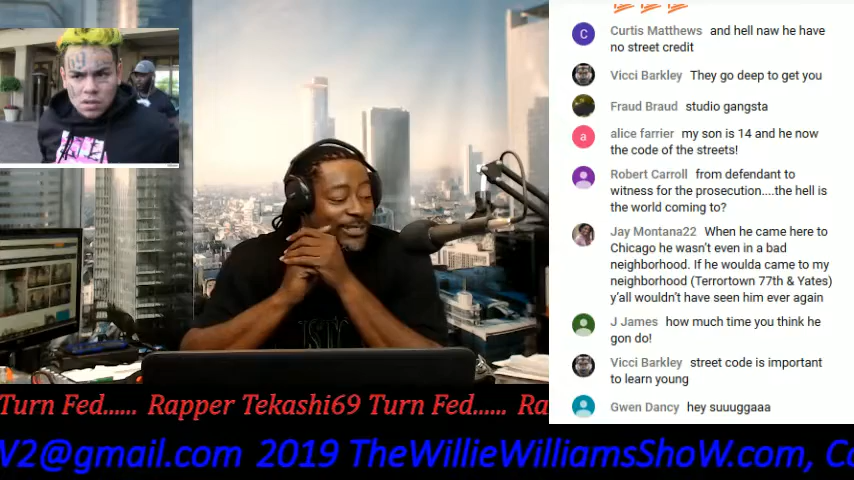 C Curtis Matthews and hell naw he have
no street credit
Vicci Barkley They go deep to get you
Fraud Braud studio gangsta
a alice farrier my son is 14 and he now
the code of the streets!
Robert Carroll from defendant to
witness for the prosecution....the hell is
the world coming to?
Jay Montana22 When he came here to
Chicago he wasn't even in a bad
neighborhood. If he woulda came to my
neighborhood (Terrortown 77th & Yates)
y'all wouldn't have seen him ever again
J James how much time you think he
gon do!
Vicci Barkley street code is important
to learn young
Gwen Dancy hey suuuggaaa
Turn Fed...... Rapper Tekashi69 Turn Fed...... Ra
V2@gmail.com 2019 TheWillieWilliamsShoW.com, Co